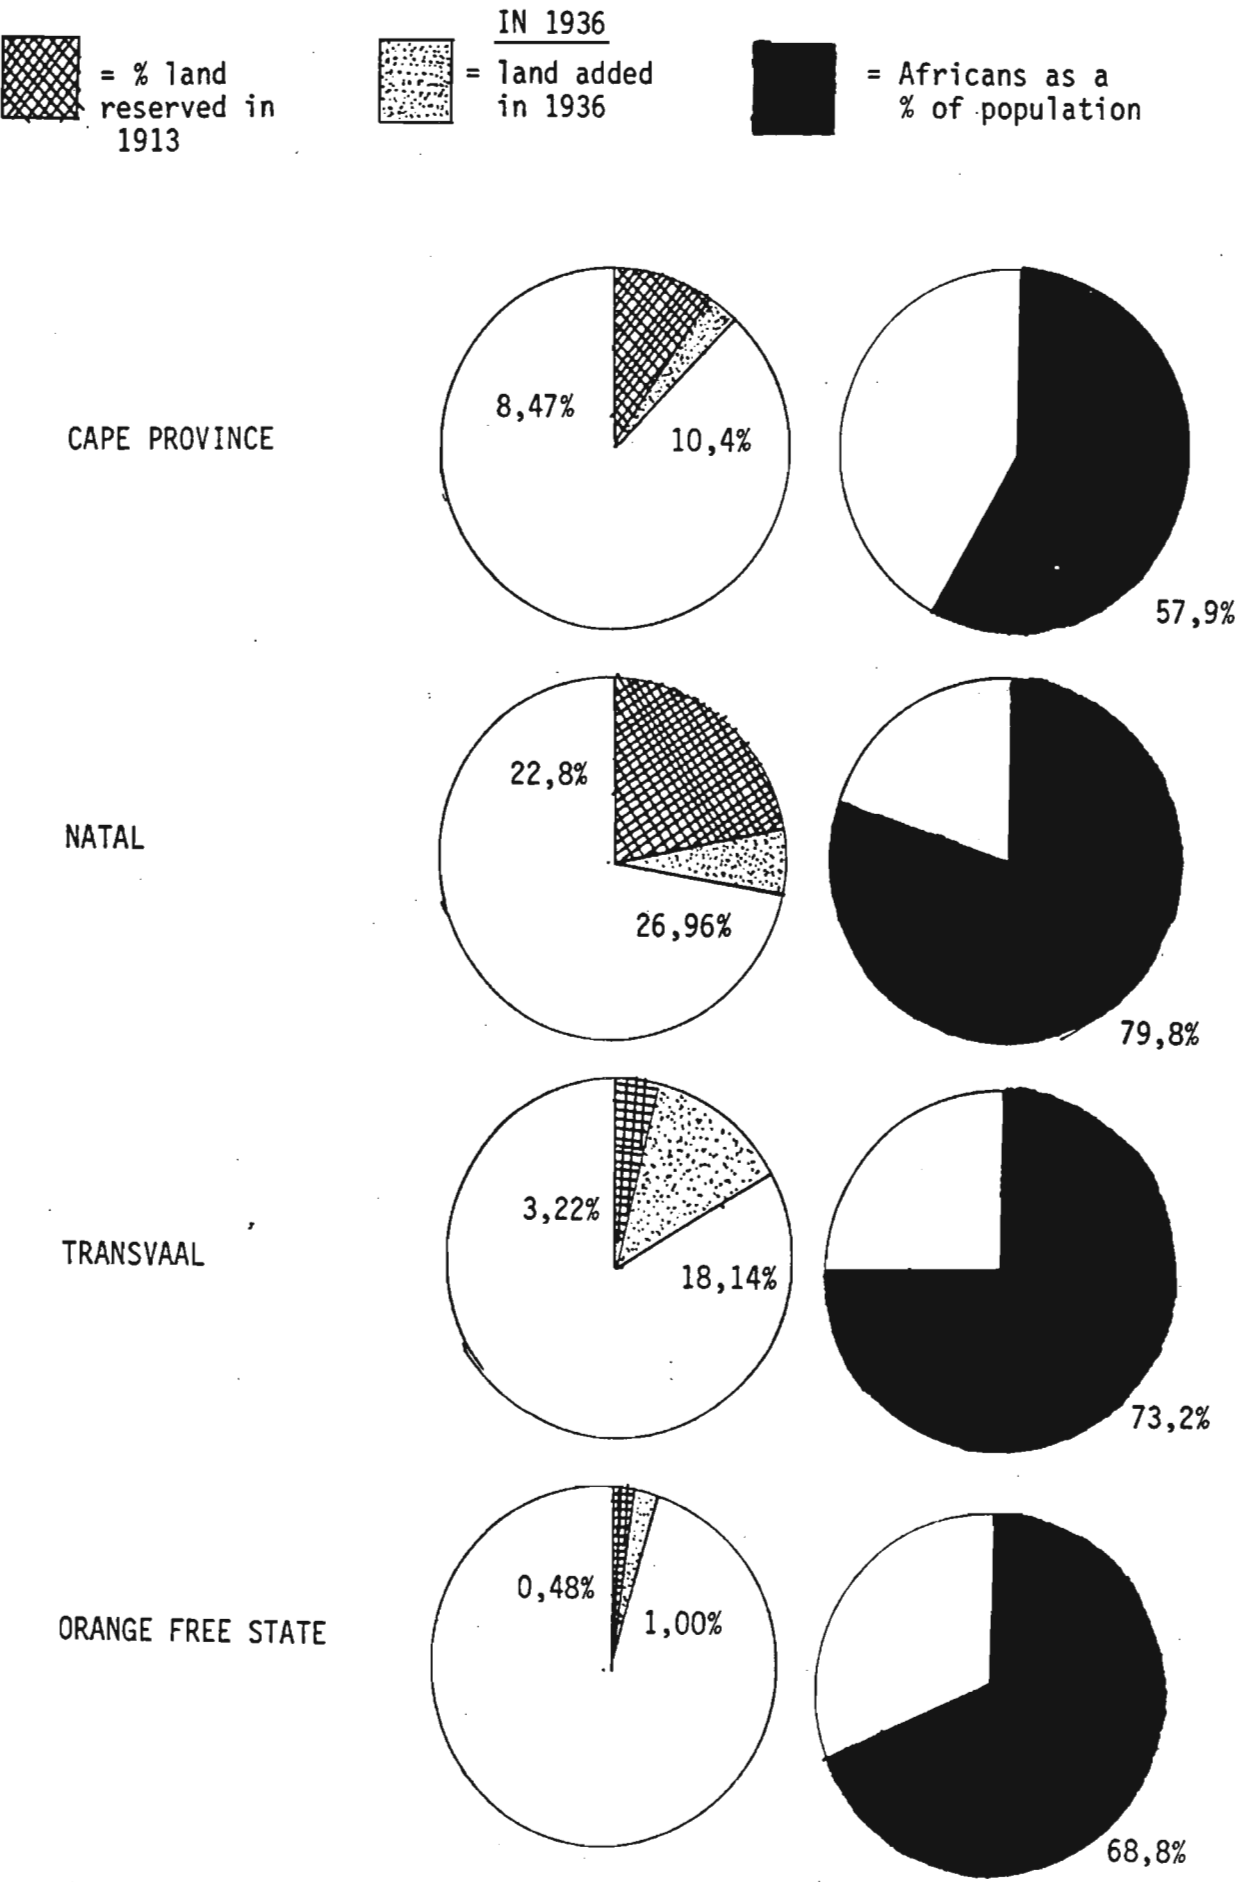 IN 1936
= % land
reserved in
1913
= land added
in 1936
= Africans as a
% of population
CAPE PROVINCE
8,47%
10,4%
57,9%
NATAL
22,8%
26,96%
79,8%
TRANSVAAL
3,22%
18,14%
73,2%
ORANGE FREE STATE
0,48%
1,00%
68,8%